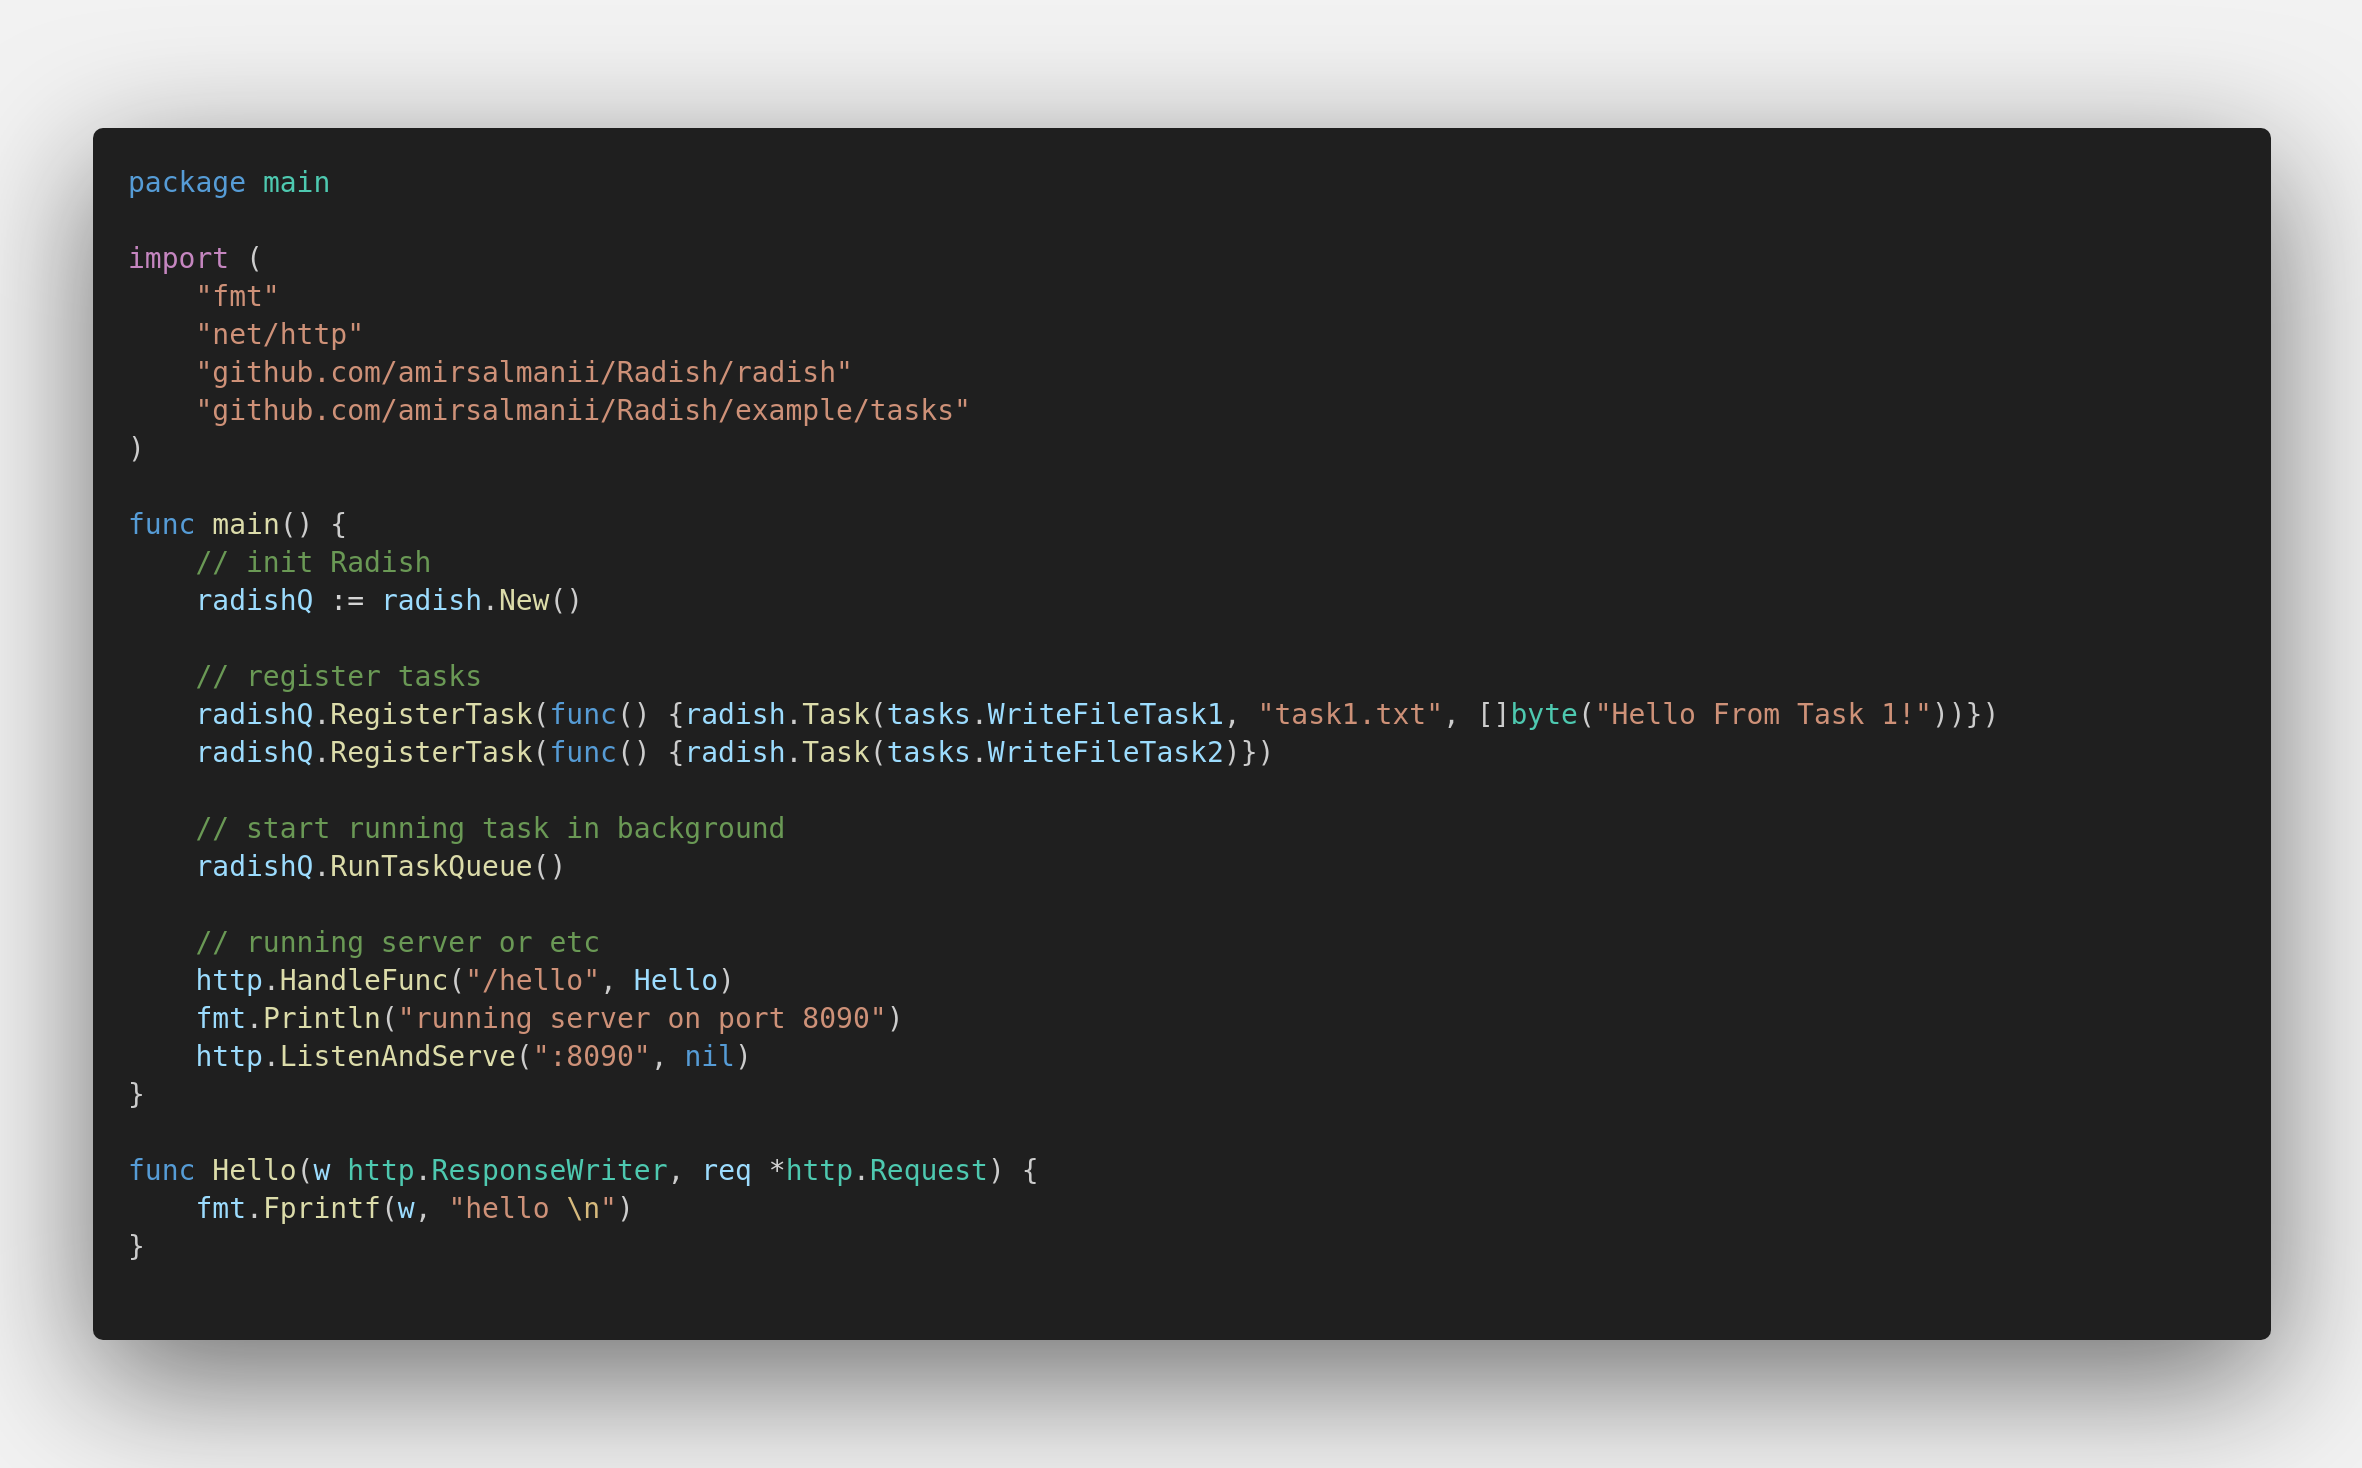 package main
import (
"fmt"
"net/http"
"github.com/amirsalmanii/Radish/radish"
"github.com/amirsalmanii/Radish/example/tasks"
)
func main() {
// init Radish
radishQ := radish.New()
// register tasks
radishQ.RegisterTask(func() {radish.Task(tasks.WriteFileTask1, "task1.txt", []byte("Hello From Task 1!"))})
radishQ.RegisterTask(func() {radish.Task(tasks.WriteFileTask2)})
// start running task in background
radishQ.RunTaskQueue()
// running server or etc
http.HandleFunc("/hello", Hello)
fmt.Println("running server on port 8090")
http.ListenAndServe(":8090", nil)
}
func Hello(w http.ResponseWriter, req *http.Request) {
fmt.Fprintf(w, "hello \n")
}